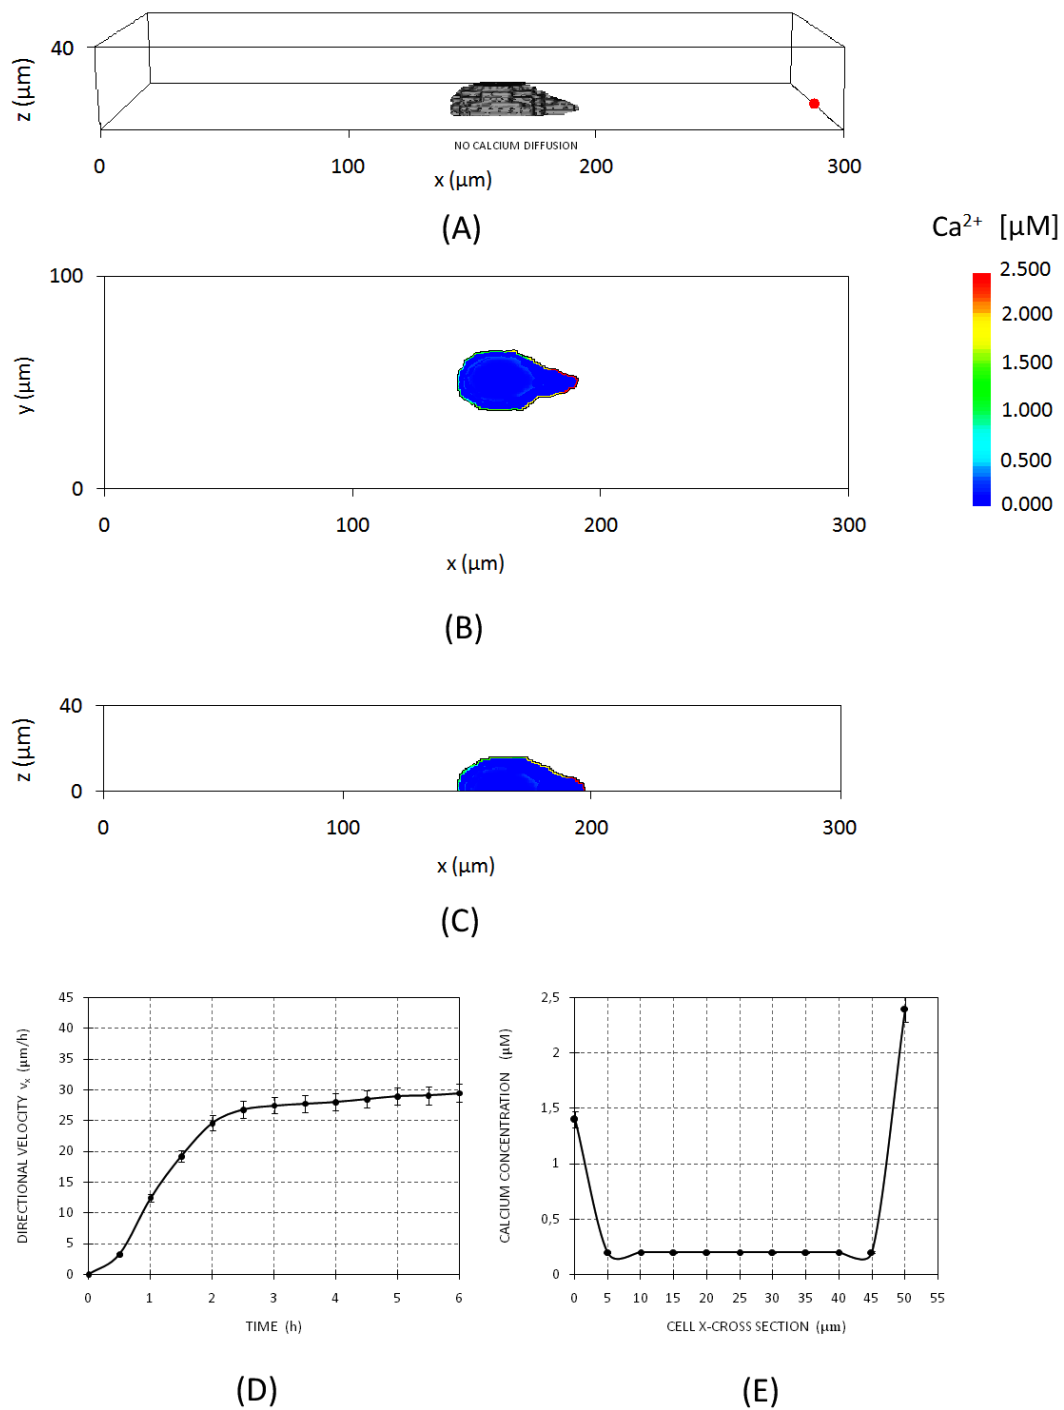 40
z (µm)
NO CALCIUM DIFFUSION
0 100 200 300
x (µm)
(A)
Ca²⁺ [µM]
2.500
2.000
1.500
1.000
0.500
0.000
100
y (µm)
0
0 100 200 300
x (µm)
(B)
40
z (µm)
0
0 100 200 300
x (µm)
(C)
DIRECTIONAL VELOCITY vₓ (µm/h)
45
40
35
30
25
20
15
10
5
0
0 1 2 3 4 5 6
TIME (h)
(D)
CALCIUM CONCENTRATION (µM)
2,5
2
1,5
1
0,5
0
0 5 10 15 20 25 30 35 40 45 50 55
CELL X-CROSS SECTION (µm)
(E)